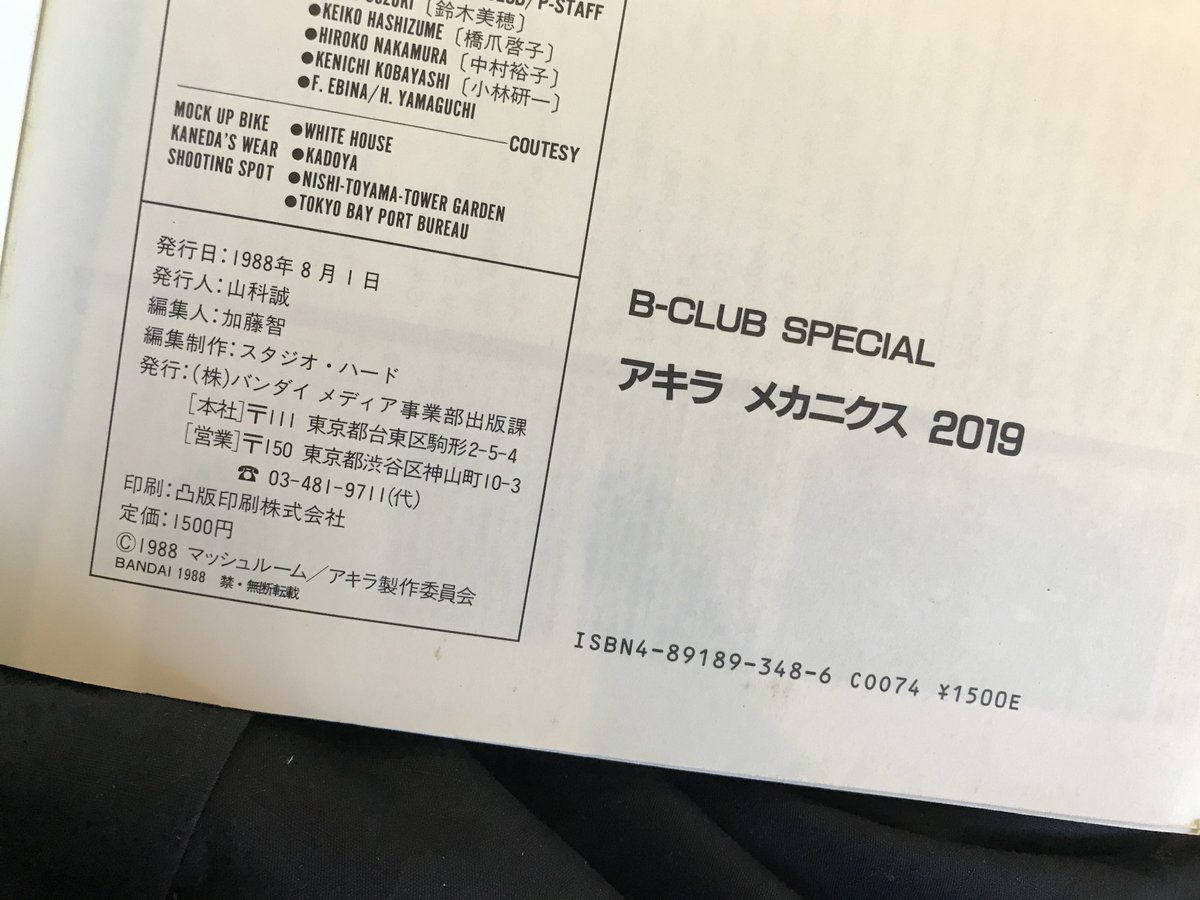 /P-STAFF
〔鈴木美穂〕
●KEIKO HASHIZUME〔橋爪啓子〕
●HIROKO NAKAMURA〔中村裕子〕
●KENICHI KOBAYASHI〔小林研一〕
●F. EBINA/H. YAMAGUCHI
COUTESY
MOCK UP BIKE ●WHITE HOUSE
KANEDA'S WEAR ●KADOYA
SHOOTING SPOT ●NISHI-TOYAMA-TOWER GARDEN
●TOKYO BAY PORT BUREAU
発行日:1988年8月1日
発行人:山科誠
編集人:加藤智
編集制作:スタジオ・ハード
発行:(株)バンダイ メディア事業部出版課
[本社]〒111 東京都台東区駒形2-5-4
[営業]〒150 東京都渋谷区神山町10-3
☎ 03-481-9711(代)
印刷:凸版印刷株式会社
定価:1500円
©1988 マッシュルーム/アキラ製作委員会
BANDAI 1988 禁・無断転載
B-CLUB SPECIAL
アキラ メカニクス 2019
ISBN4-89189-348-6 C0074 ¥1500E